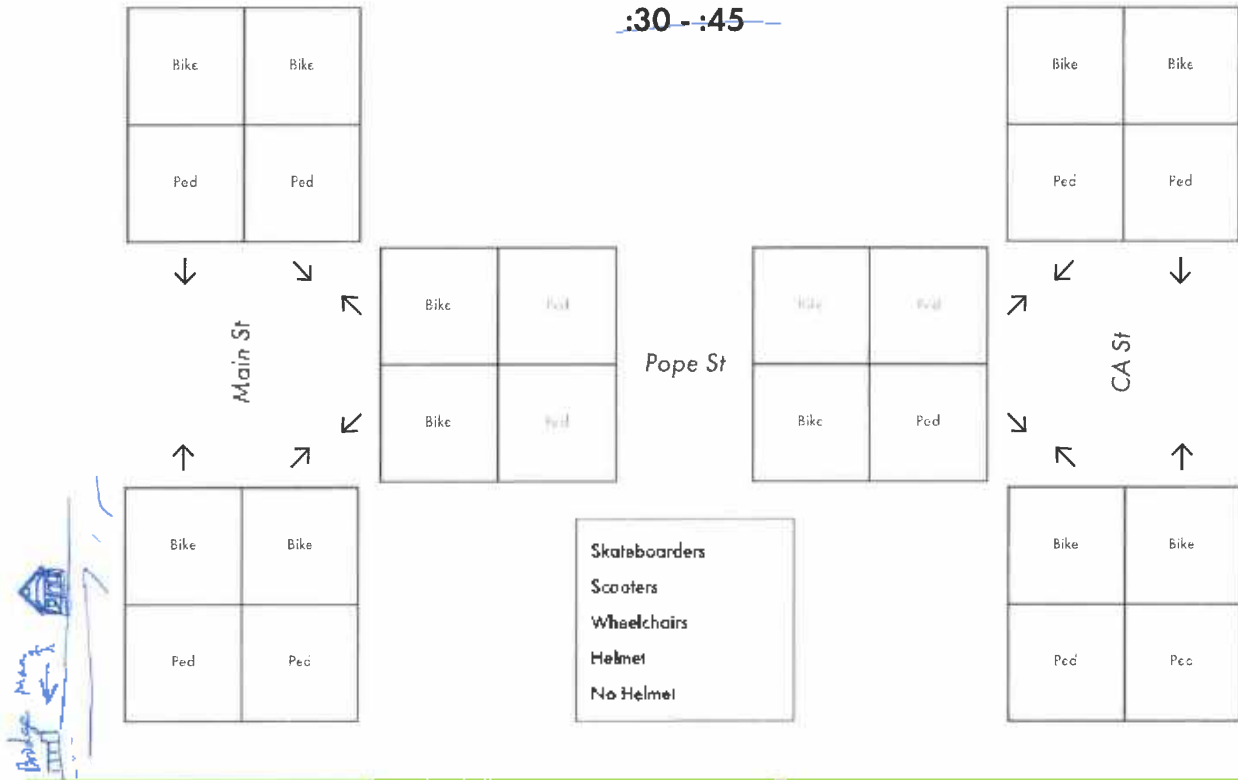 :30 - :45
Bike Bike
Ped Ped
Bike Bike
Ped Ped
Bike Ped
Bike Ped
Main St
Pope St
Bike Ped
Bike Ped
CA St
Bike Bike
Ped Ped
Skateboarders
Scooters
Wheelchairs
Helmet
No Helmet
Bike Bike
Ped Ped
Bridge